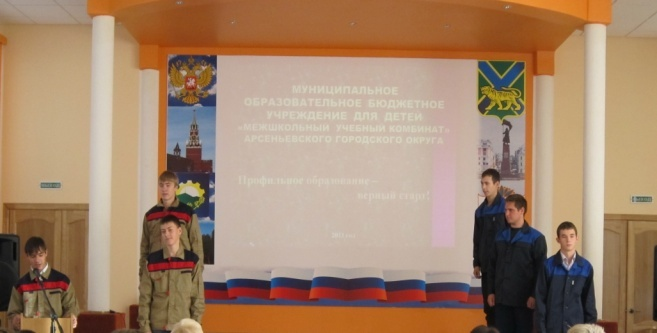 МУНИЦИПАЛЬНОЕ
ОБРАЗОВАТЕЛЬНОЕ БЮДЖЕТНОЕ
УЧРЕЖДЕНИЕ ДЛЯ ДЕТЕЙ
«МЕЖШКОЛЬНЫЙ УЧЕБНЫЙ КОМБИНАТ»
АРСЕНЬЕВСКОГО ГОРОДСКОГО ОКРУГА
Профильное образование –
первый старт!